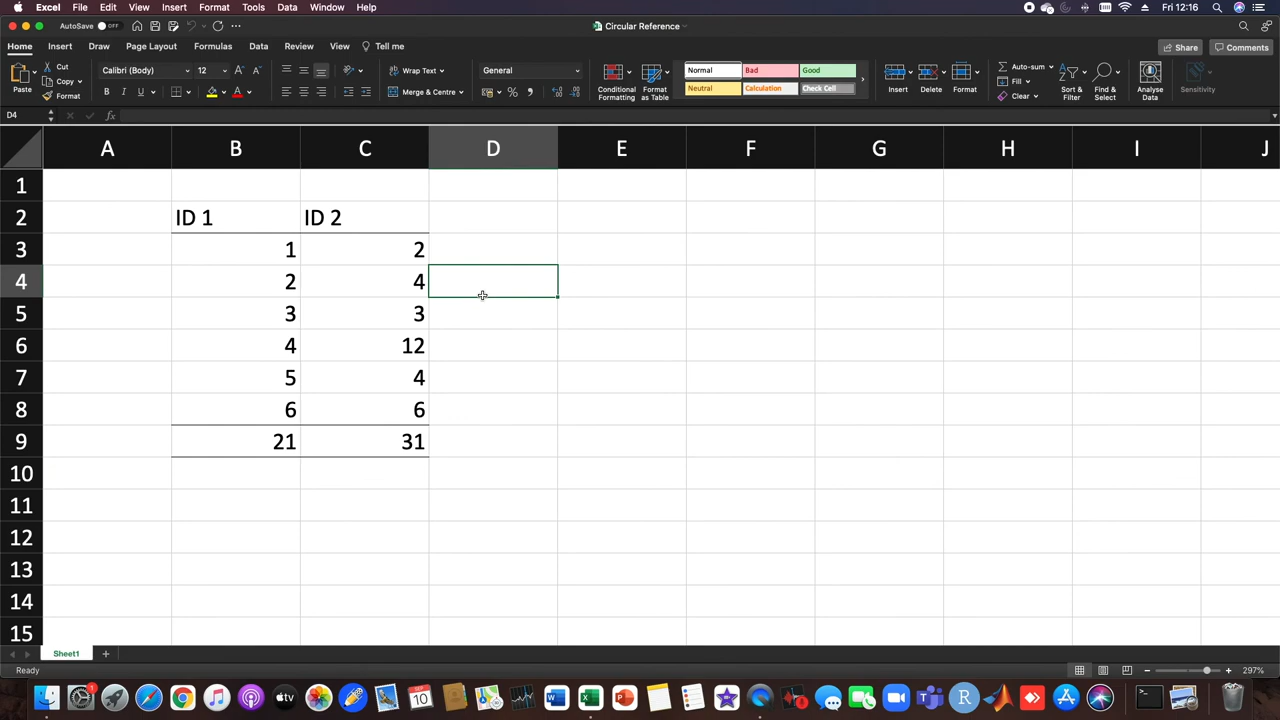 Excel File Edit View Insert Format Tools Data Window Help Fri 12:16
AutoSave OFF Circular Reference
Home Insert Draw Page Layout Formulas Data Review View Tell me Share Comments
Paste Cut Copy Format
Calibri (Body) 12
Wrap Text
Merge & Centre
General
Conditional Formatting
Format as Table
Normal Bad Good
Neutral Calculation Check Cell
Insert Delete Format
Auto-sum
Fill
Clear
Sort & Filter
Find & Select
Analyse Data
Sensitivity
D4 fx
A B C D E F G H I J
1
2 ID 1 ID 2
3 1 2
4 2 4
5 3 3
6 4 12
7 5 4
8 6 6
9 21 31
10
11
12
13
14
15
Sheet1
Ready 297%